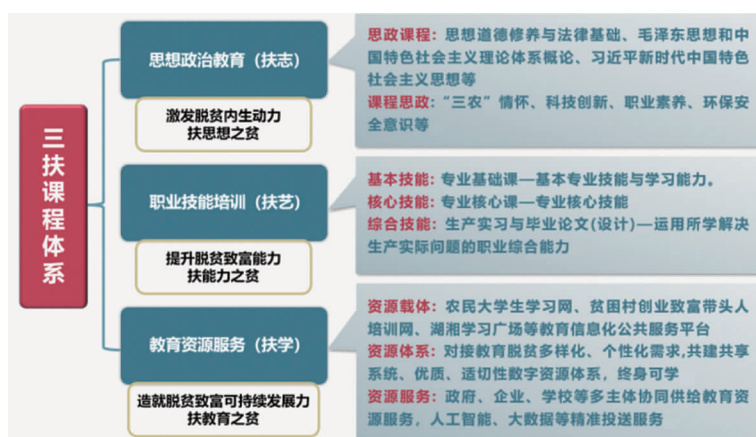 三扶课程体系
思想政治教育（扶志）
激发脱贫内生动力
扶思想之贫
思政课程：思想道德修养与法律基础、毛泽东思想和中
国特色社会主义理论体系概论、习近平新时代中国特色
社会主义思想等
课程思政：“三农”情怀、科技创新、职业素养、环保安
全意识等
职业技能培训（扶艺）
提升脱贫致富能力
扶能力之贫
基本技能：专业基础课—基本专业技能与学习能力。
核心技能：专业核心课—专业核心技能
综合技能：生产实习与毕业论文(设计)—运用所学解决
生产实际问题的职业综合能力
教育资源服务（扶学）
造就脱贫致富可持续发展力
扶教育之贫
资源载体：农民大学生学习网、贫困村创业致富带头人
培训网、湖湘学习广场等教育信息化公共服务平台
资源体系：对接教育脱贫多样化、个性化需求,共建共享
系统、优质、适切性数字资源体系，终身可学
资源服务：政府、企业、学校等多主体协同供给教育资
源服务，人工智能、大数据等精准投送服务